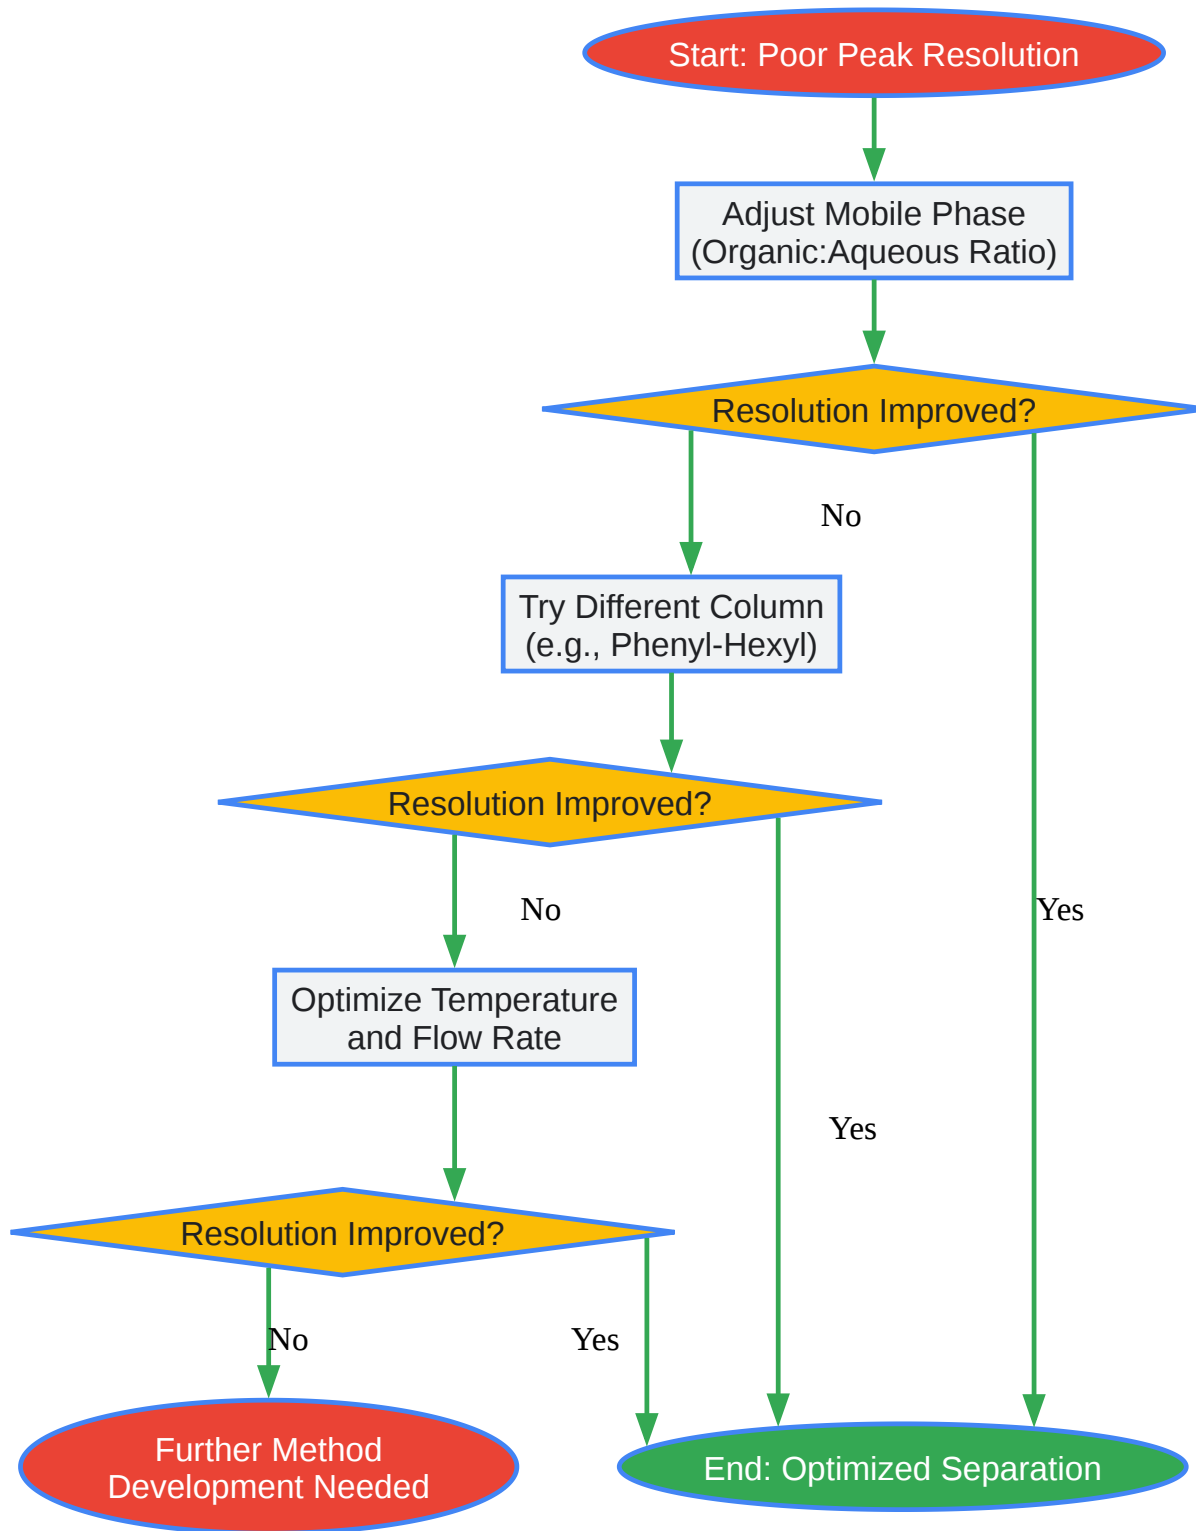 Start: Poor Peak Resolution
Adjust Mobile Phase
(Organic:Aqueous Ratio)
Resolution Improved?
No
Try Different Column
(e.g., Phenyl-Hexyl)
Resolution Improved?
No
Yes
Optimize Temperature
and Flow Rate
Yes
Resolution Improved?
No
Yes
Further Method
Development Needed
End: Optimized Separation